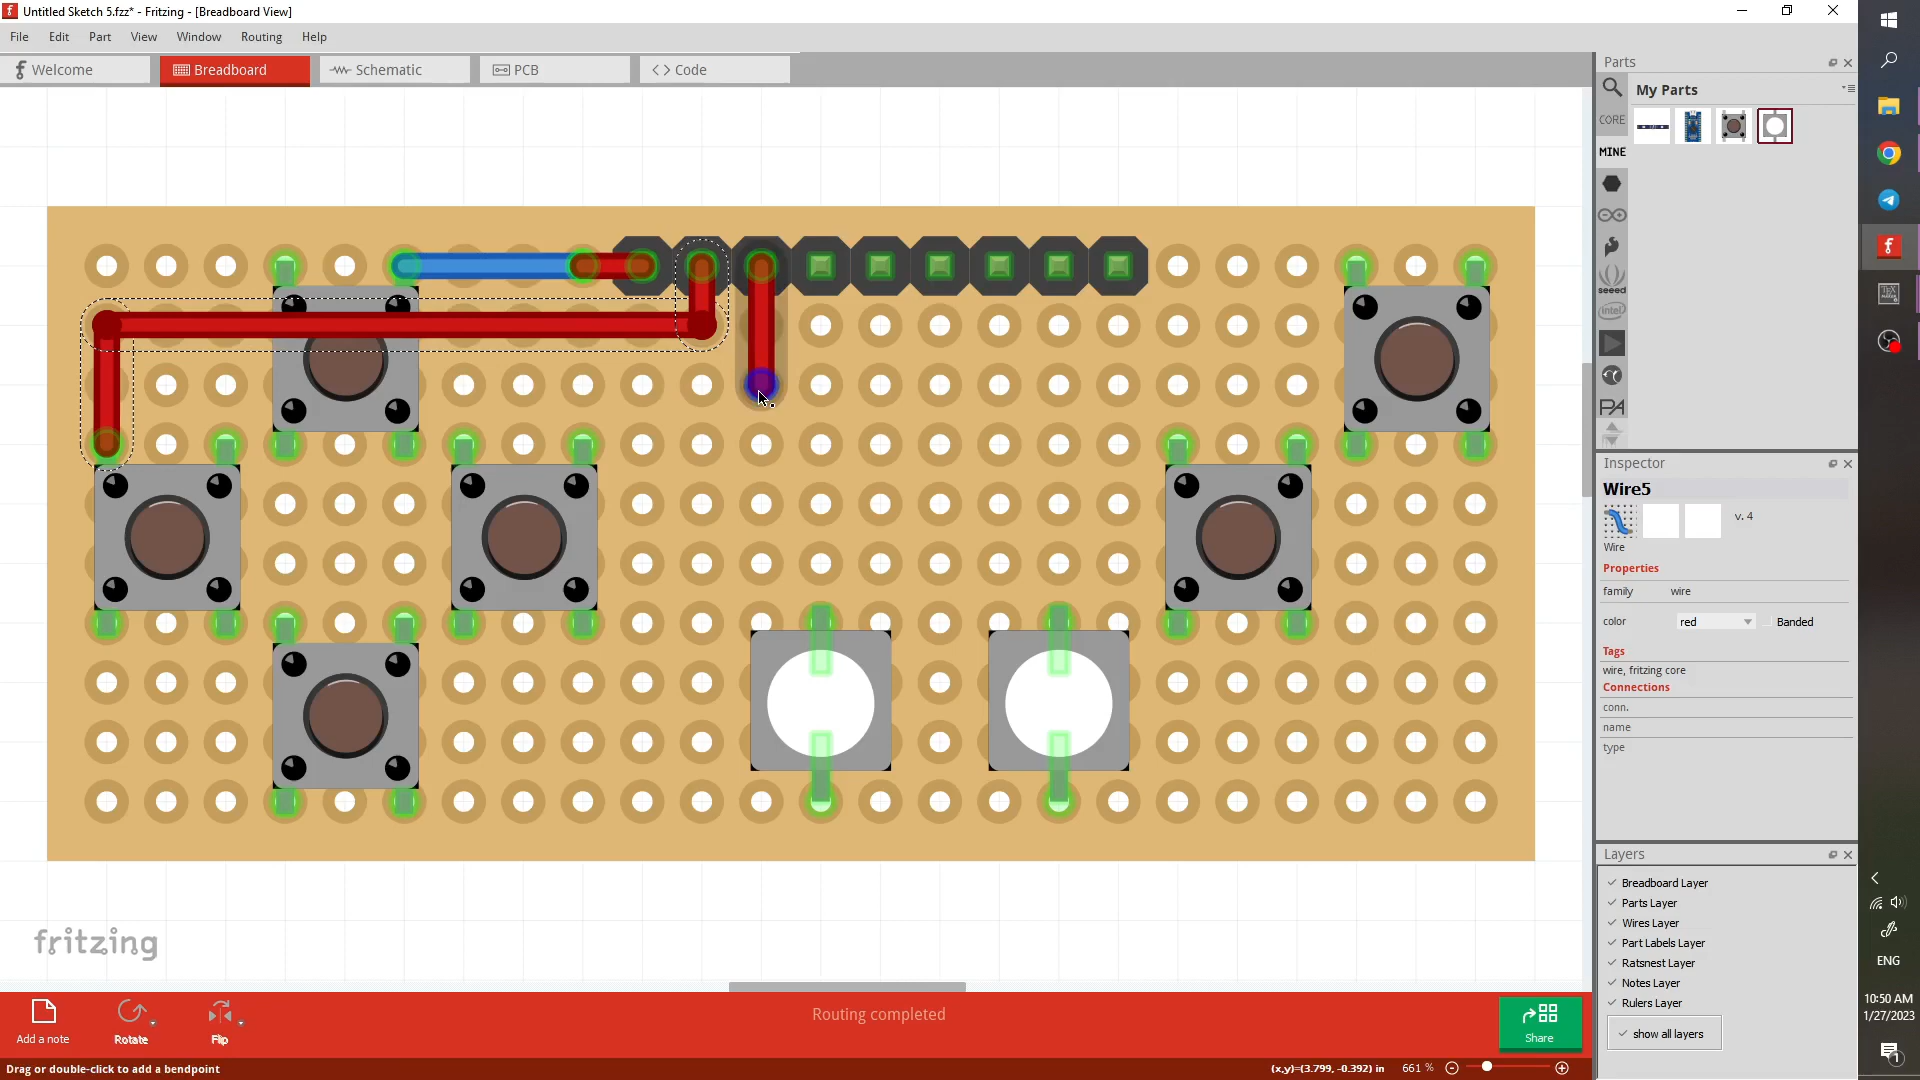 Untitled Sketch 5.fzz* - Fritzing - [Breadboard View]
File Edit Part View Window Routing Help
Welcome
Breadboard
Schematic
PCB
Code
Parts
My Parts
CORE
MINE
seeed
intel
PA
Inspector
Wire5
v. 4
Wire
Properties
family wire
color red Banded
Tags
wire, fritzing core
Connections
conn.
name
type
Layers
Breadboard Layer
Parts Layer
Wires Layer
Part Labels Layer
Ratsnest Layer
Notes Layer
Rulers Layer
show all layers
fritzing
Add a note
Rotate
Flip
Routing completed
Share
Drag or double-click to add a bendpoint
(x,y)=(3.799, -0.392) in 661 %
ENG
10:50 AM
1/27/2023
1